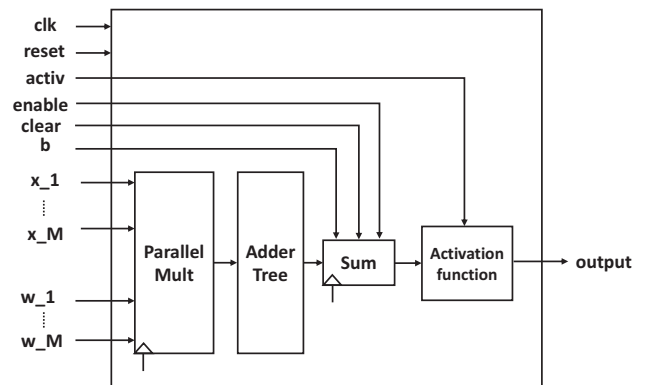 clk
reset
activ
enable
clear
b
x_1
x_M
w_1
w_M
Parallel
Mult
Adder
Tree
Sum
Activation
function
output